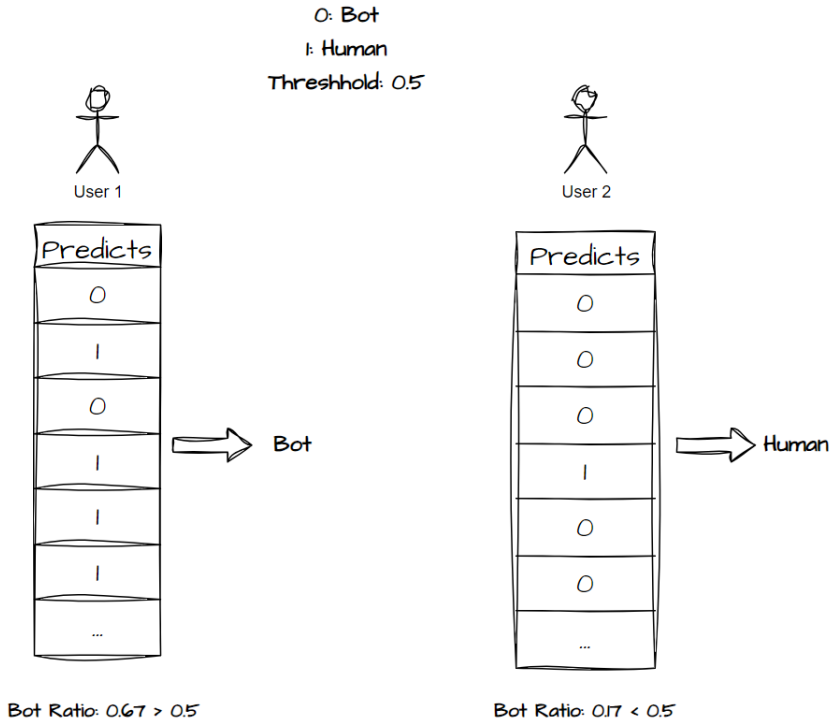 0: Bot
1: Human
Threshhold: 0.5
User 1
User 2
Predicts
0
1
0
1
1
1
...
Bot
Bot Ratio: 0.67 > 0.5
Predicts
0
0
0
1
0
0
...
Human
Bot Ratio: 0.17 < 0.5